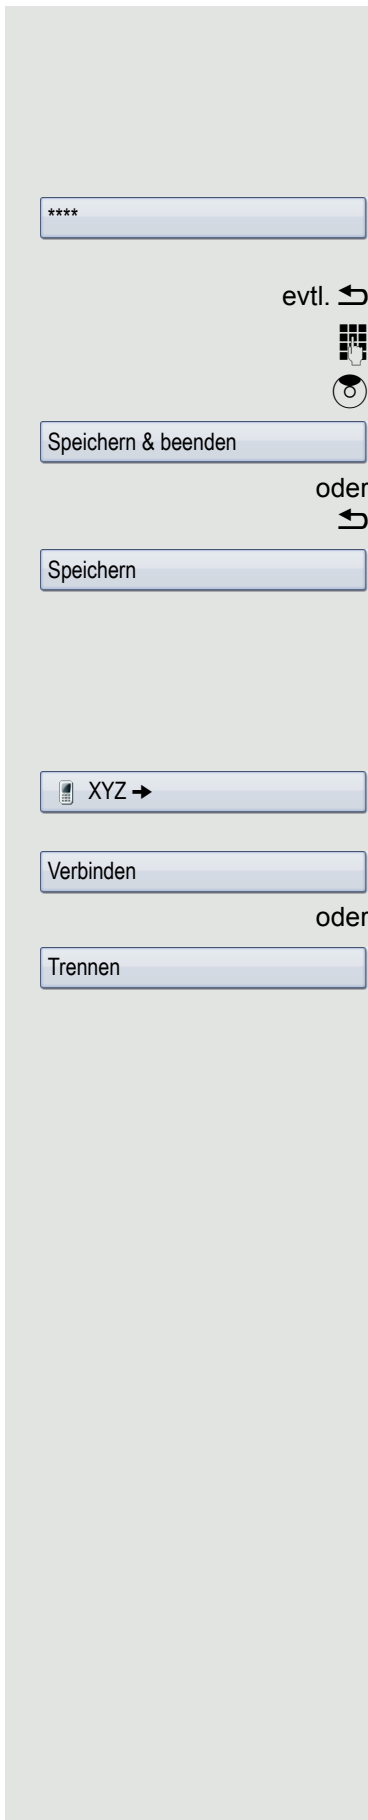 ****
evtl.
Speichern & beenden
oder
Speichern
XYZ →
Verbinden
oder
Trennen